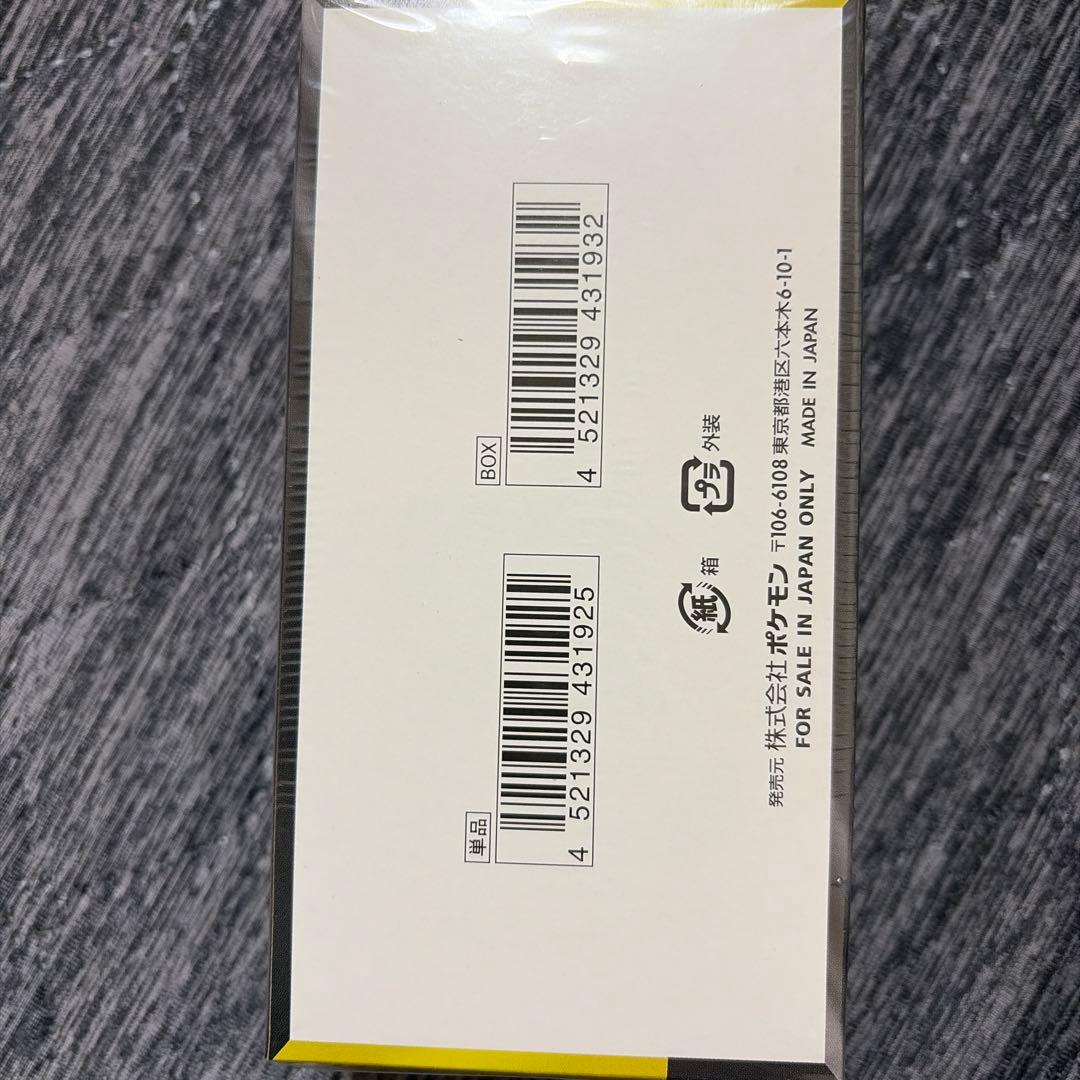 単品
4 521329 431925
BOX
4 521329 431932
紙 箱
プラ 外装
発売元 株式会社 ポケモン 〒106-6108 東京都港区六本木6-10-1
FOR SALE IN JAPAN ONLY MADE IN JAPAN